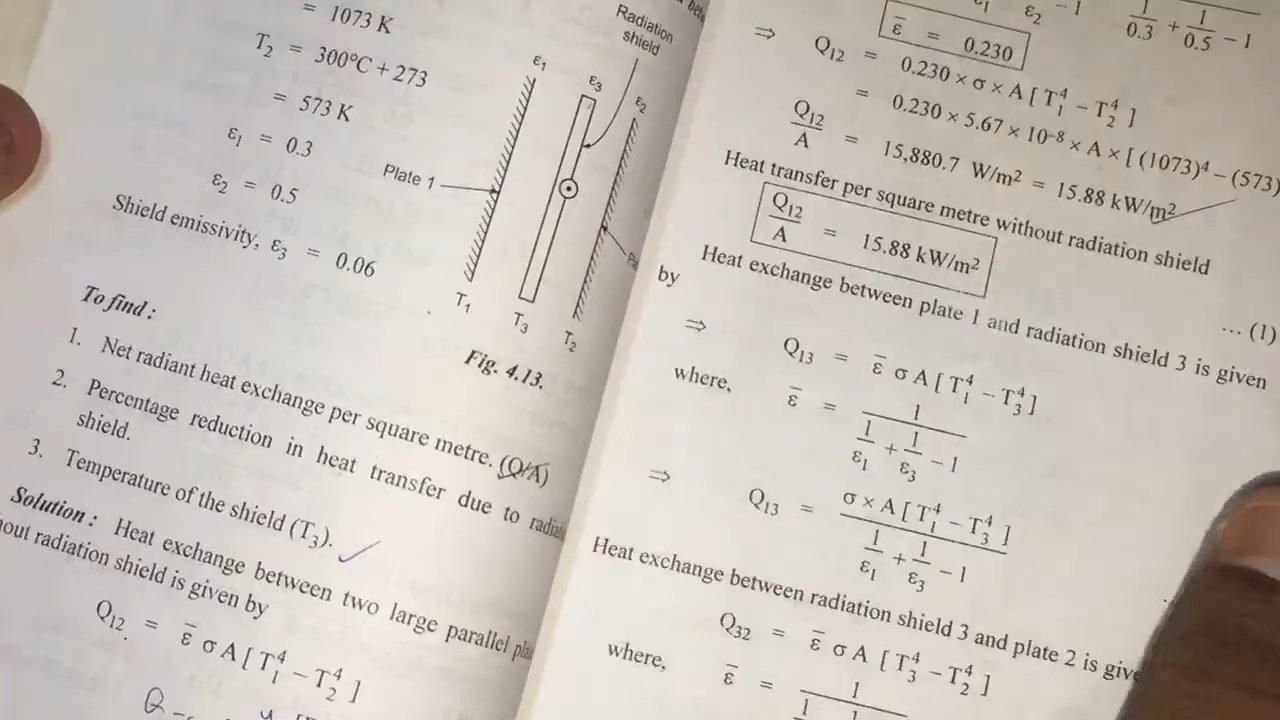 = 1073 K
T₂ = 300°C + 273
= 573 K
ε₁ = 0.3
ε₂ = 0.5
Shield emissivity, ε₃ = 0.06
Radiation
shield
ε₁
ε₃
ε₂
Plate 1
T₁
T₃
T₂
Fig. 4.13.
To find :
1. Net radiant heat exchange per square metre. (Q/A)
2. Percentage reduction in heat transfer due to
shield.
3. Temperature of the shield (T₃).
Solution : Heat exchange between two large parallel
radiation shield is given by
Q₁₂ = ε̄ σ A [ T₁⁴ – T₂⁴ ]
ε₂ – 1
1/0.3 + 1/0.5 – 1
ε̄ = 0.230
⇒ Q₁₂ = 0.230 × σ × A [ T₁⁴ – T₂⁴ ]
= 0.230 × 5.67 × 10⁻⁸ × A × [ (1073)⁴ – (573)
Q₁₂/A = 15,880.7 W/m² = 15.88 kW/m²
Heat transfer per square metre without radiation shield
Q₁₂/A = 15.88 kW/m²
... (1)
Heat exchange between plate 1 and radiation shield 3 is given
by
⇒ Q₁₃ = ε̄ σ A [ T₁⁴ – T₃⁴ ]
where, ε̄ = 1 / (1/ε₁ + 1/ε₃ – 1)
⇒ Q₁₃ = σ × A [ T₁⁴ – T₃⁴ ] / (1/ε₁ + 1/ε₃ – 1)
Heat exchange between radiation shield 3 and plate 2 is
Q₃₂ = ε̄ σ A [ T₃⁴ – T₂⁴ ]
where, ε̄ = 1